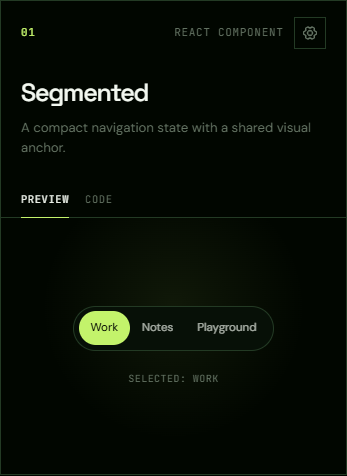 01
REACT COMPONENT
Segmented
A compact navigation state with a shared visual
anchor.
PREVIEW CODE
Work Notes Playground
SELECTED: WORK